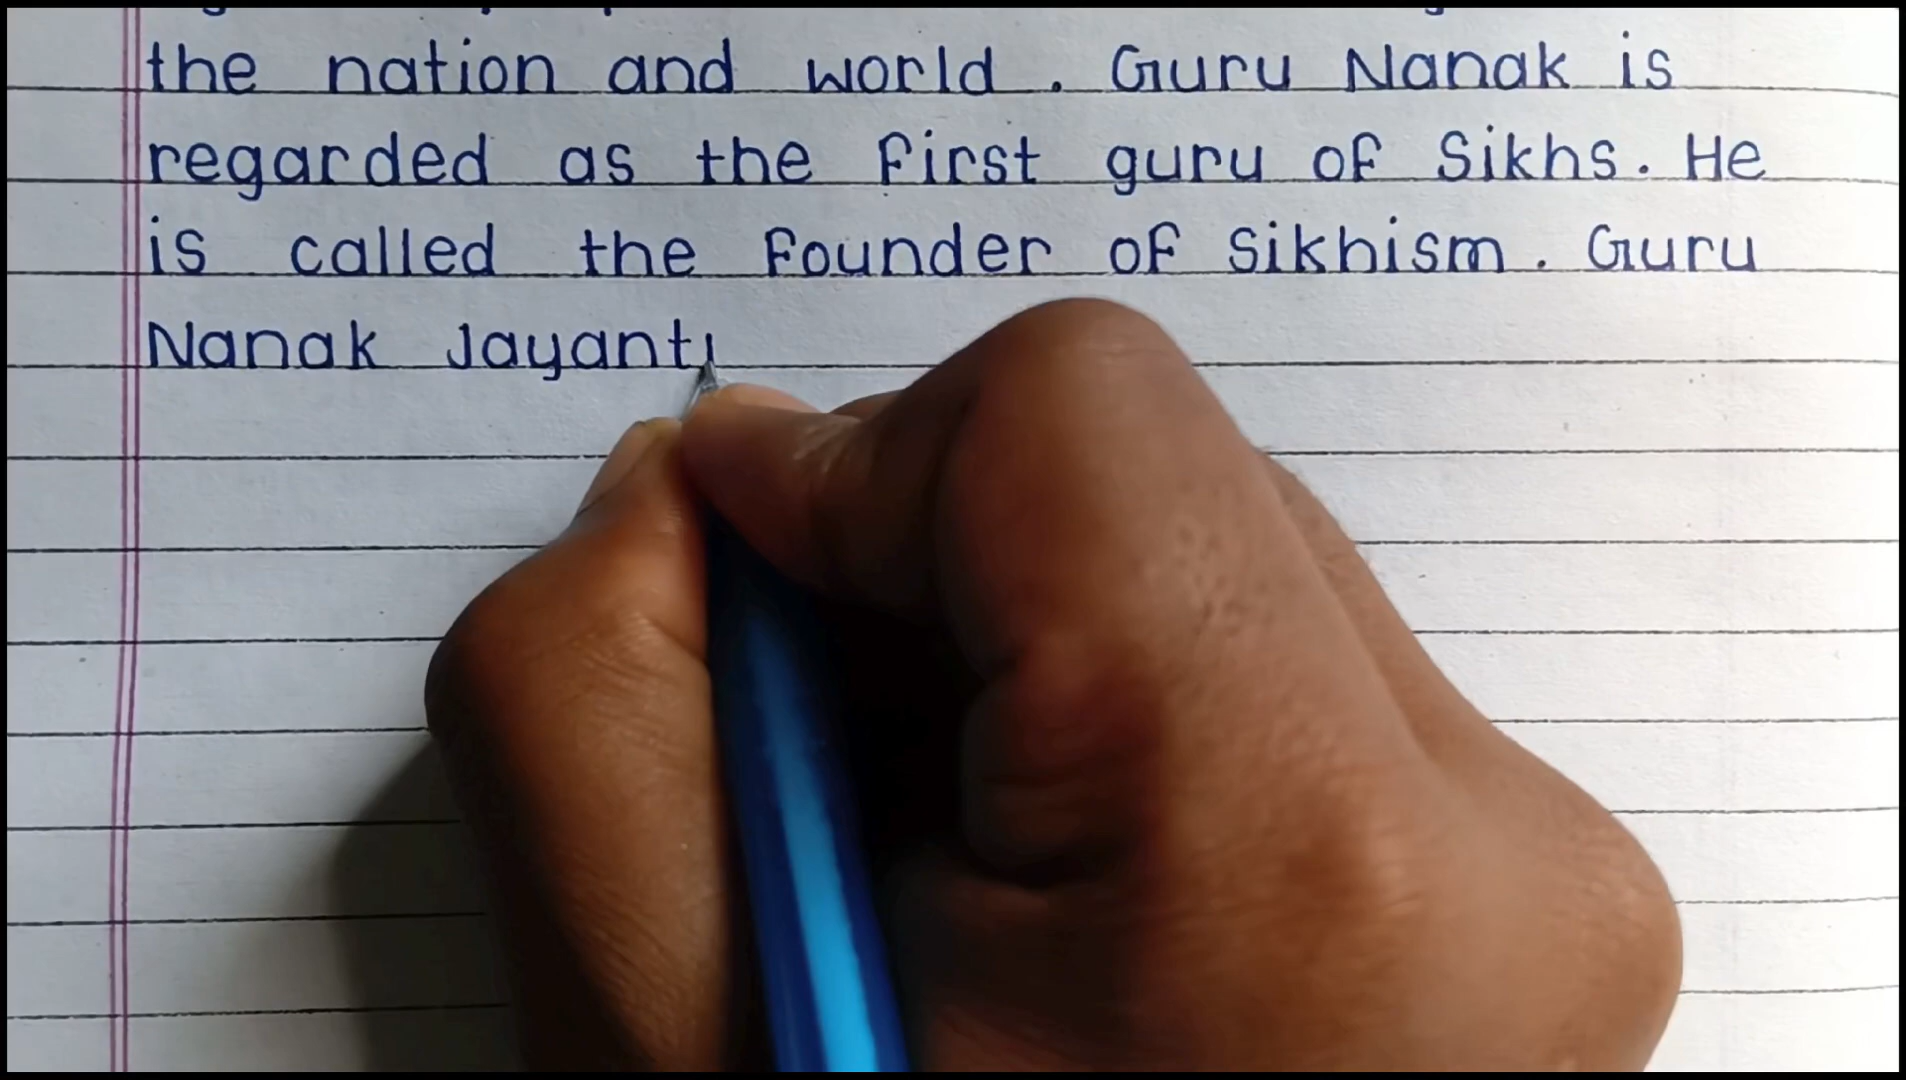 the nation and world. Guru Nanak is
regarded as the first guru of Sikhs. He
is called the founder of Sikhism. Guru
Nanak Jayanti